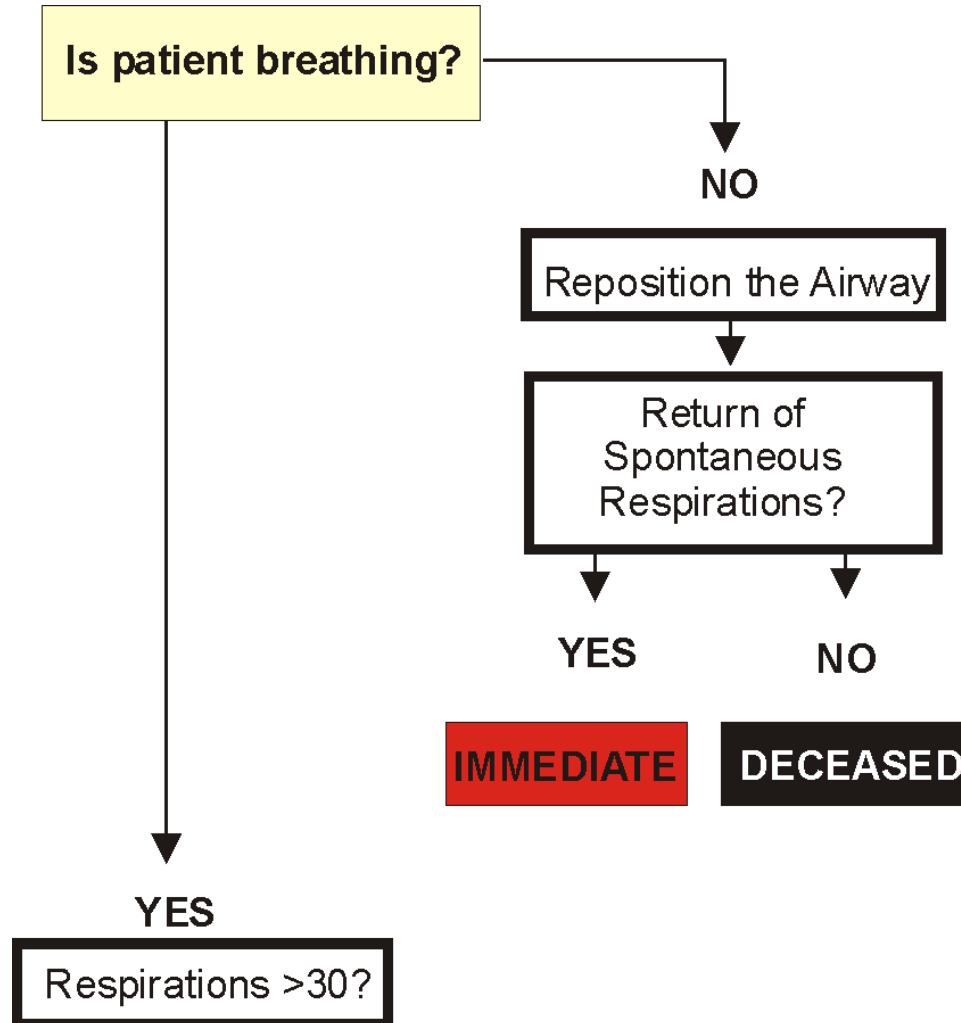 Is patient breathing?
NO
Reposition the Airway
Return of
Spontaneous
Respirations?
YES
NO
IMMEDIATE
DECEASED
YES
Respirations >30?